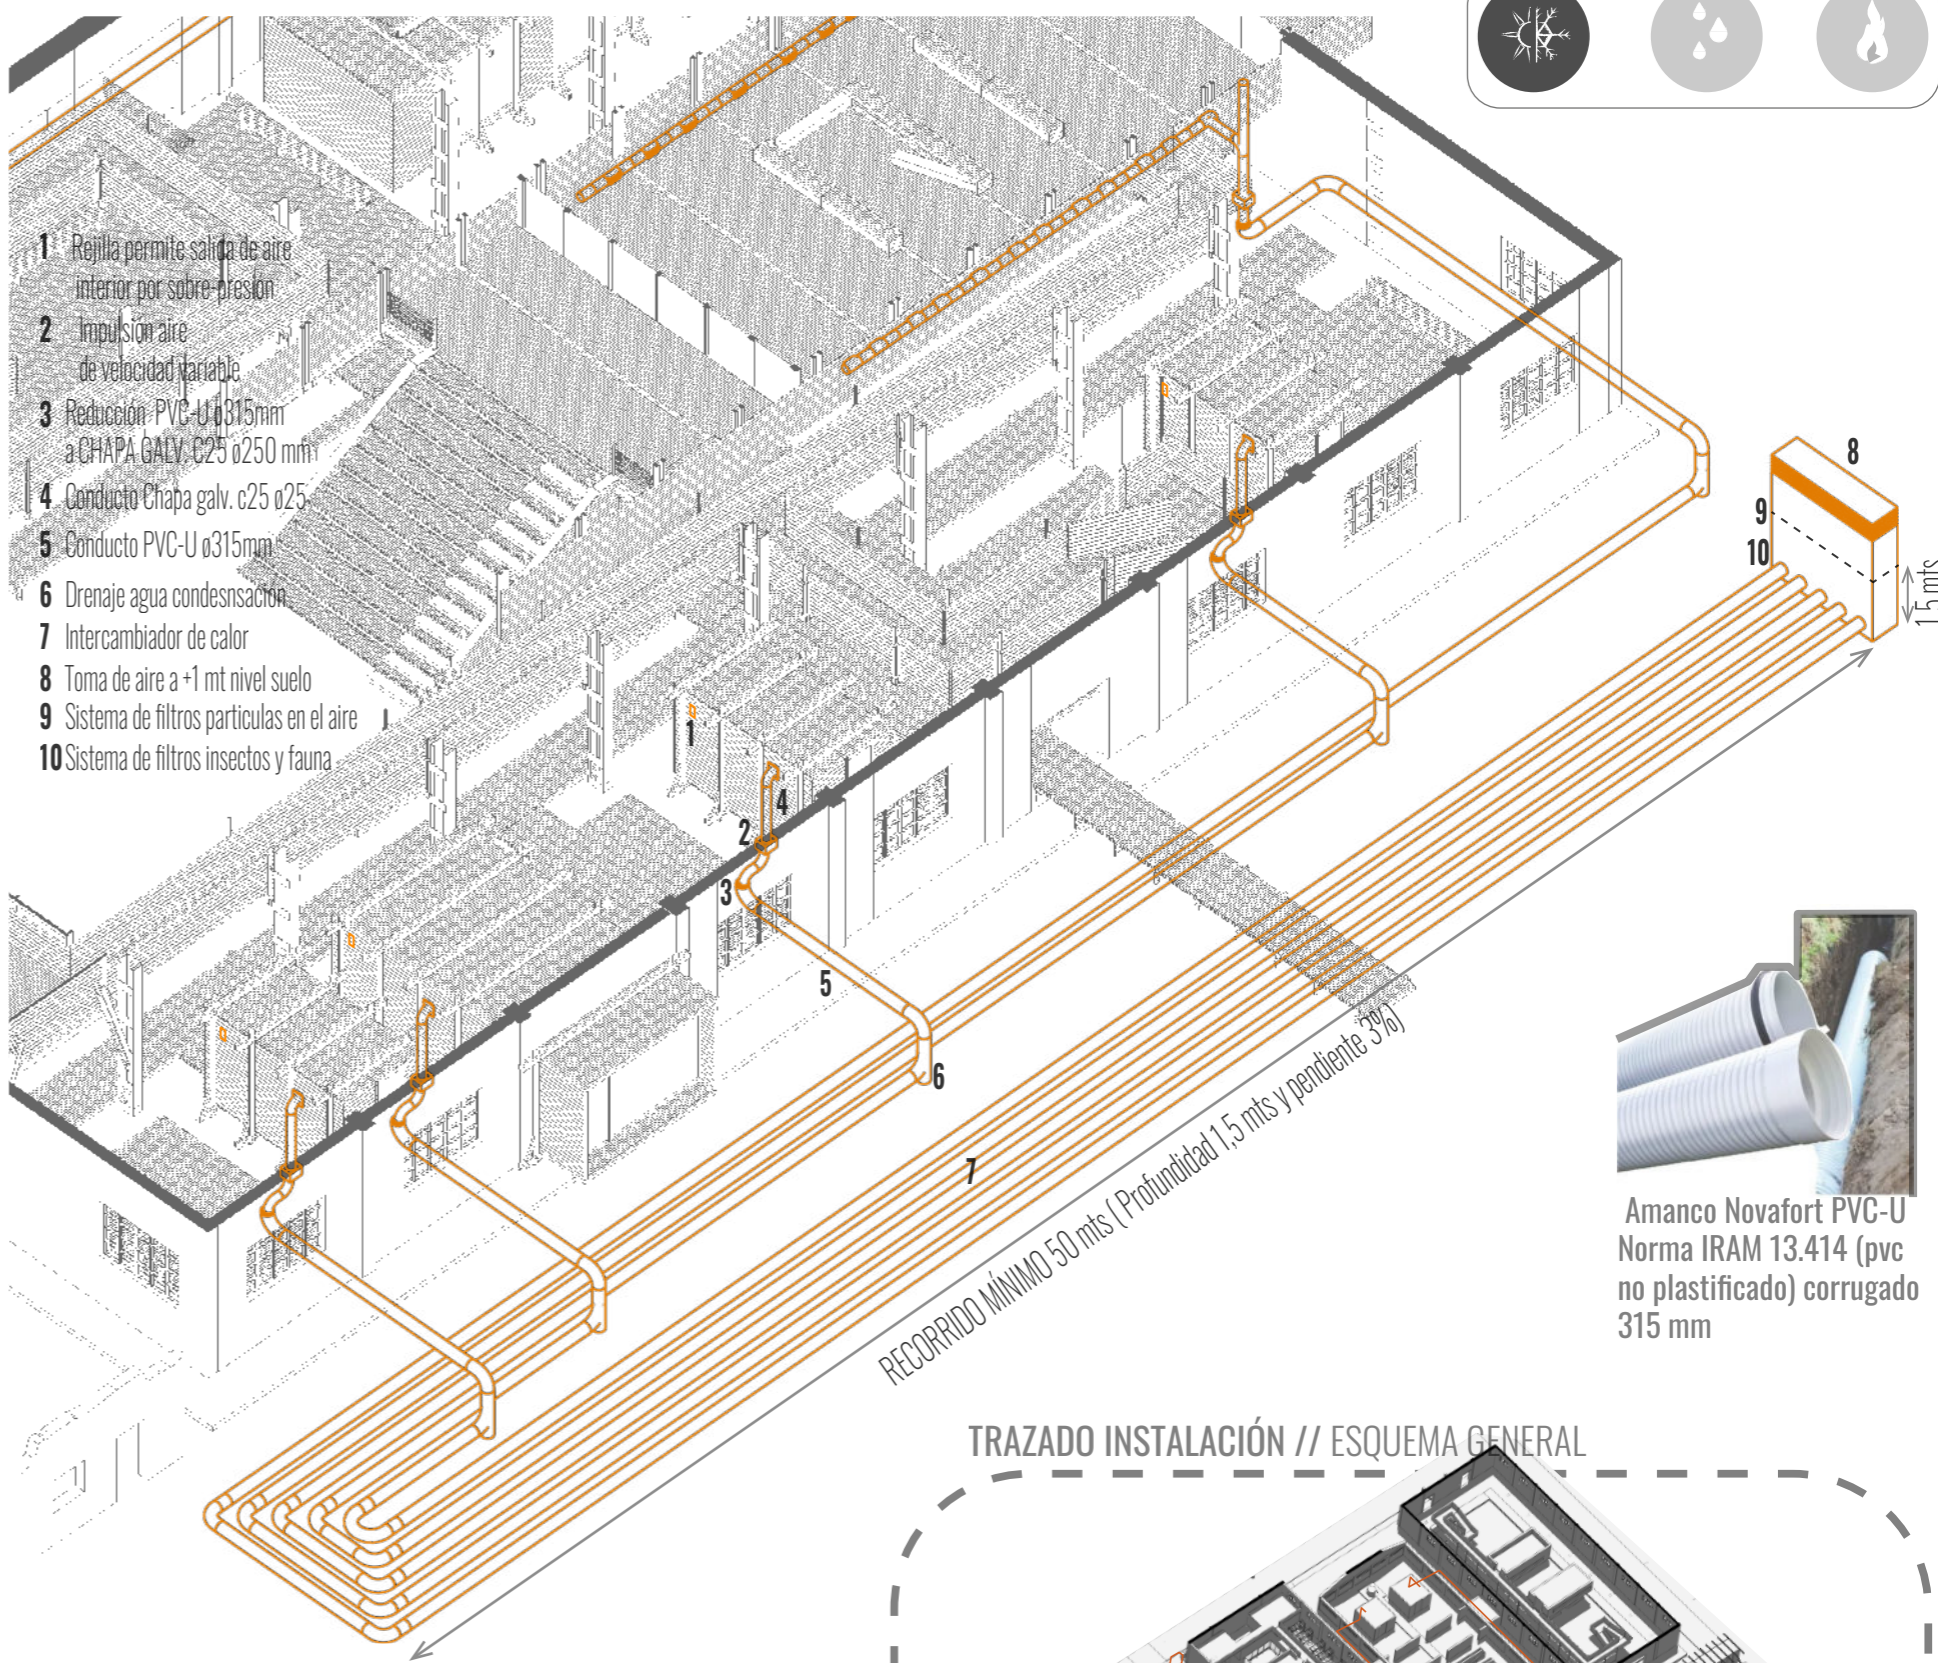 1 Rejilla permite salida de aire
interior por sobre-presión
2 Impulsión aire
de velocidad variable
3 Reducción PVC-U ø315mm
a CHAPA GALV. C25 ø250 mm
4 Conducto Chapa galv. c25 ø25
5 Conducto PVC-U ø315mm
6 Drenaje agua condesnsación
7 Intercambiador de calor
8 Toma de aire a +1 mt nivel suelo
9 Sistema de filtros particulas en el aire
10 Sistema de filtros insectos y fauna
8
9
10
1,5 mts
1
4
2
3
5
6
7
RECORRIDO MÍNIMO 50 mts ( Profundidad 1,5 mts y pendiente 3%)
Amanco Novafort PVC-U
Norma IRAM 13.414 (pvc
no plastificado) corrugado
315 mm
TRAZADO INSTALACIÓN // ESQUEMA GENERAL